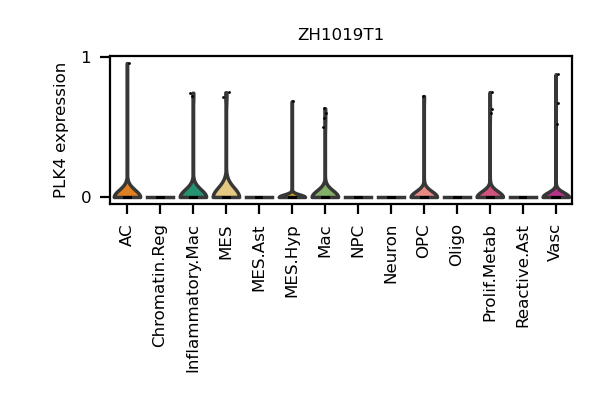 ZH1019T1
PLK4 expression
1
0
AC
Chromatin.Reg
Inflammatory.Mac
MES
MES.Ast
MES.Hyp
Mac
NPC
Neuron
OPC
Oligo
Prolif.Metab
Reactive.Ast
Vasc